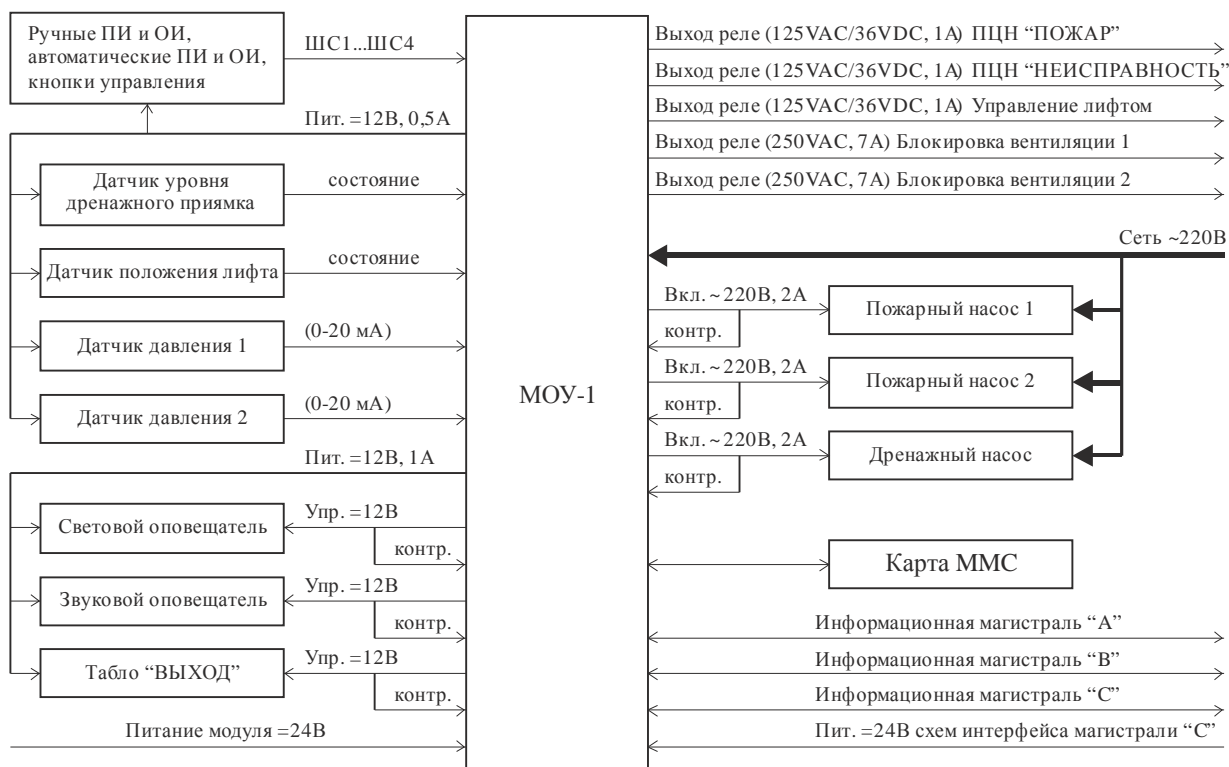 Ручные ПИ и ОИ,
автоматические ПИ и ОИ,
кнопки управления
ШС1...ШС4
Пит. =12В, 0,5А
Датчик уровня
дренажного приямка
состояние
Датчик положения лифта
состояние
Датчик давления 1
(0-20 мА)
Датчик давления 2
(0-20 мА)
Пит. =12В, 1А
Световой оповещатель
Упр. =12В
контр.
Звуковой оповещатель
Упр. =12В
контр.
Табло “ВЫХОД”
Упр. =12В
контр.
Питание модуля =24В
МОУ-1
Выход реле (125VAC/36VDC, 1А) ПЦН “ПОЖАР”
Выход реле (125VAC/36VDC, 1А) ПЦН “НЕИСПРАВНОСТЬ”
Выход реле (125VAC/36VDC, 1А) Управление лифтом
Выход реле (250VAC, 7А) Блокировка вентиляции 1
Выход реле (250VAC, 7А) Блокировка вентиляции 2
Сеть ~220В
Вкл.~220В, 2А
контр.
Пожарный насос 1
Вкл.~220В, 2А
контр.
Пожарный насос 2
Вкл.~220В, 2А
контр.
Дренажный насос
Карта ММС
Информационная магистраль “А”
Информационная магистраль “В”
Информационная магистраль “С”
Пит. =24В схем интерфейса магистрали “С”